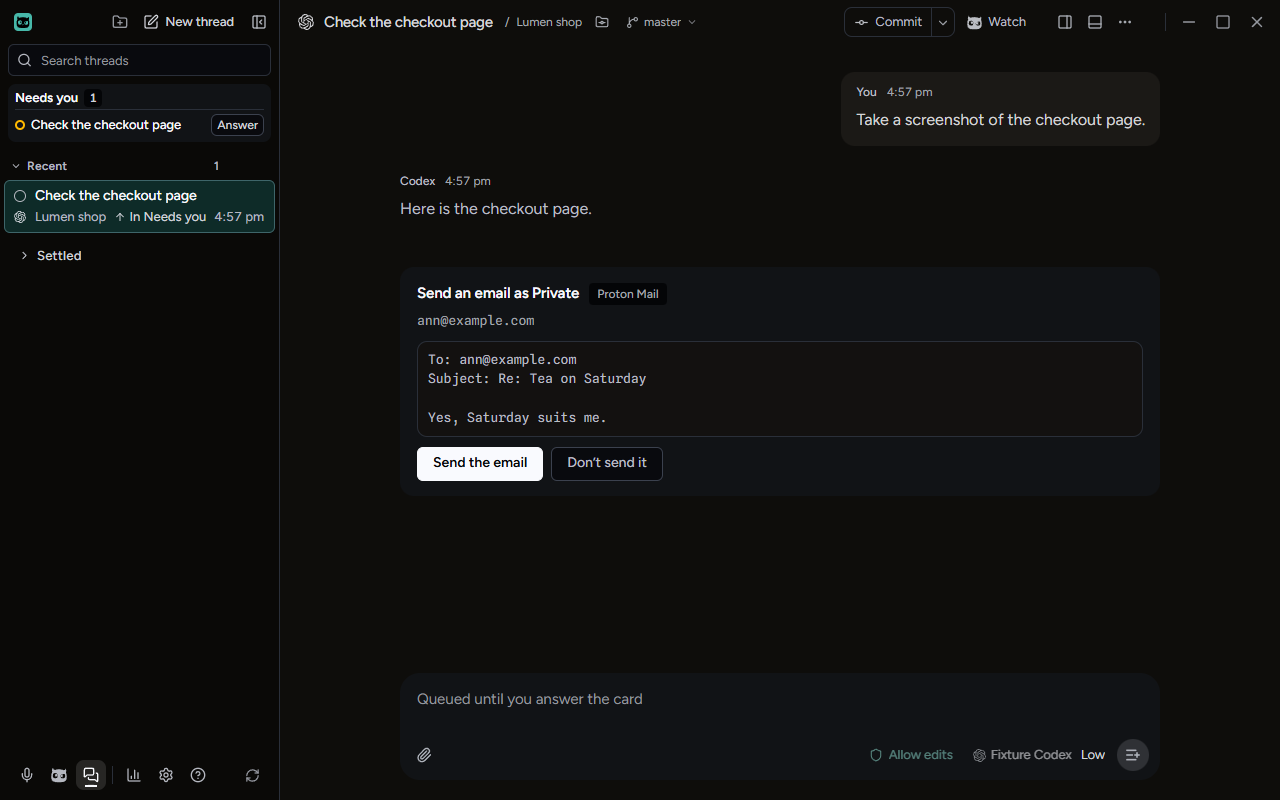 New thread
Search threads
Needs you 1
Check the checkout page Answer
Recent 1
Check the checkout page
Lumen shop ↑ In Needs you 4:57 pm
Settled
Check the checkout page / Lumen shop master
Commit Watch
You 4:57 pm
Take a screenshot of the checkout page.
Codex 4:57 pm
Here is the checkout page.
Send an email as Private Proton Mail
ann@example.com
To: ann@example.com
Subject: Re: Tea on Saturday
Yes, Saturday suits me.
Send the email Don’t send it
Queued until you answer the card
Allow edits Fixture Codex Low